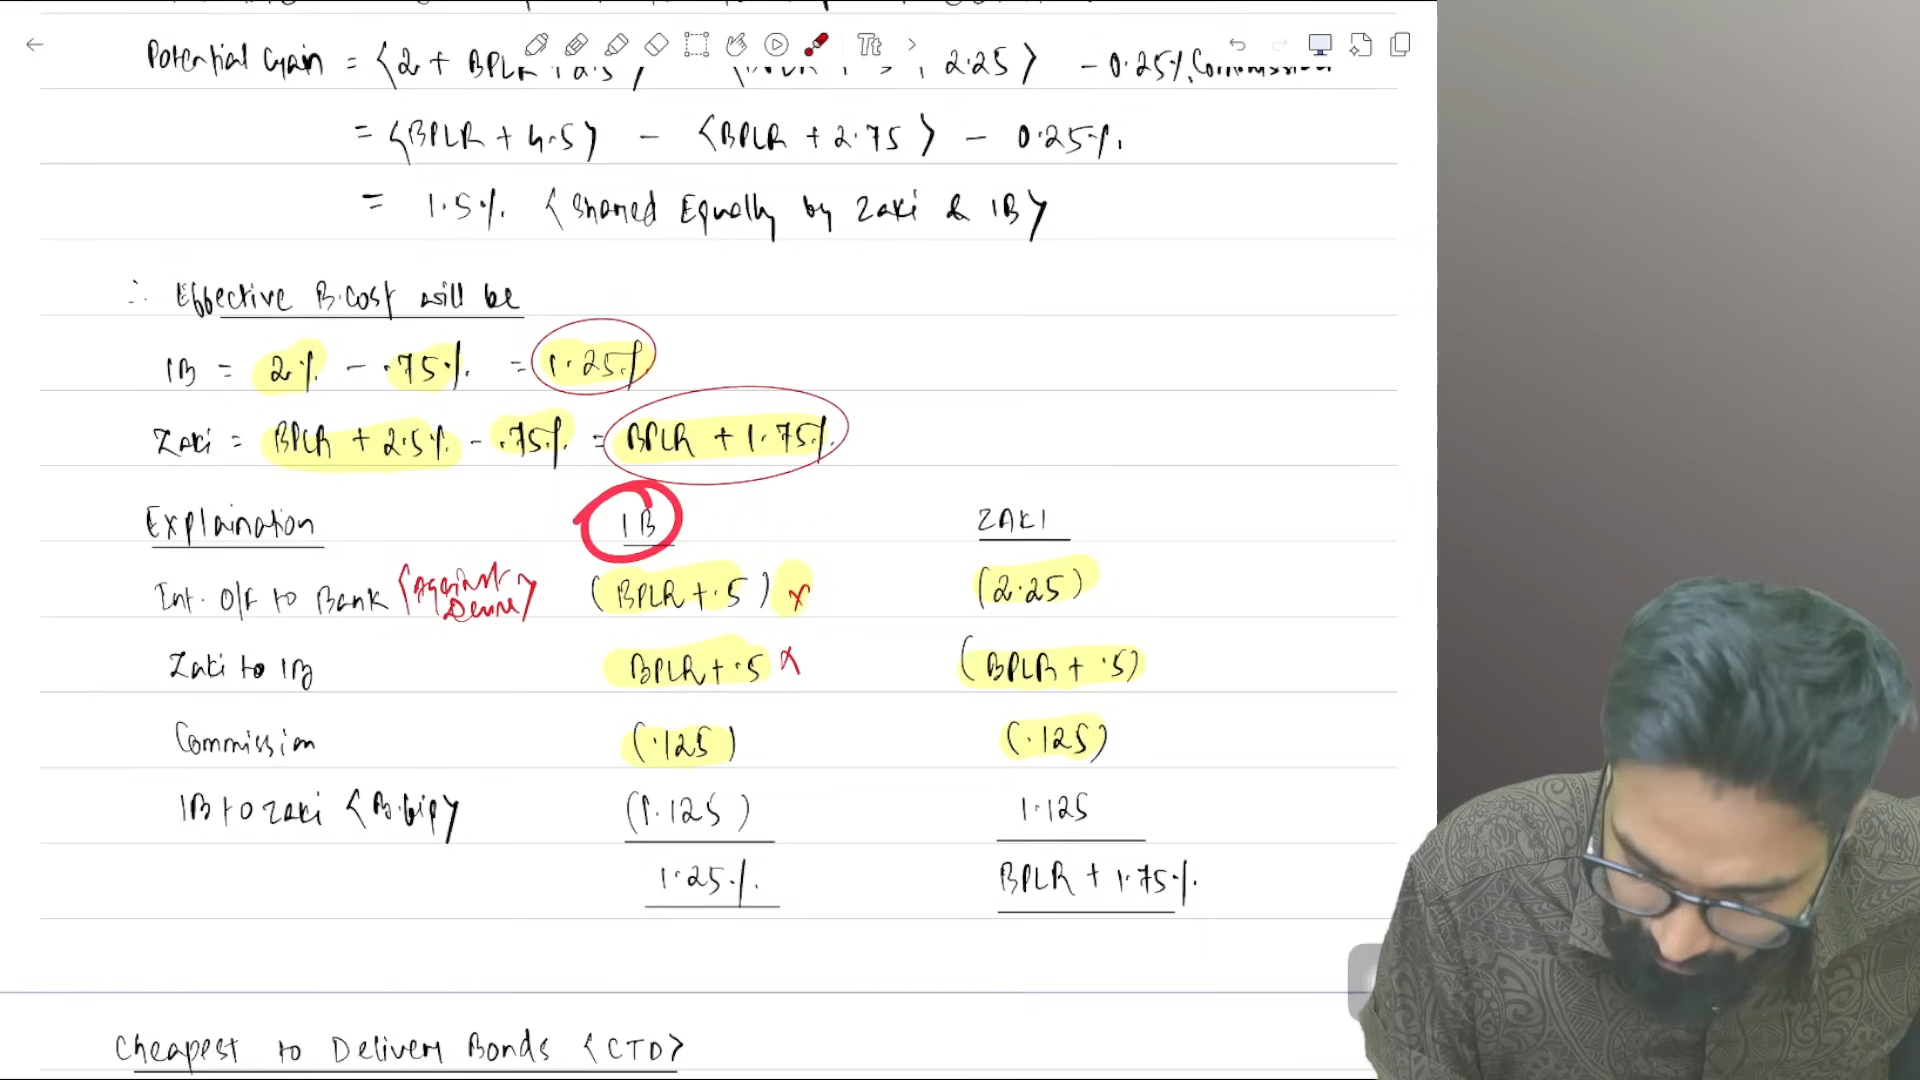 Potential Gain = <2 + BPLR + 2.5> 2.25> - 0.25% Commission
= <BPLR + 4.5> - <BPLR + 2.75> - 0.25%
= 1.5% <Shared Equally by Zaki & IB>
∴ Effective B.Cost will be
IB = 2% - .75% = 1.25%
Zaki = BPLR + 2.5% - .75% = BPLR + 1.75%
Explaination IB ZAKI
Int. O/F to Bank <Against Desire> (BPLR + .5) x (2.25)
Zaki to IB BPLR + .5 x (BPLR + .5)
Commission (.125) (.125)
IB to Zaki (1.125) 1.125
1.25% BPLR + 1.75%
Cheapest to Deliver Bonds <CTD>